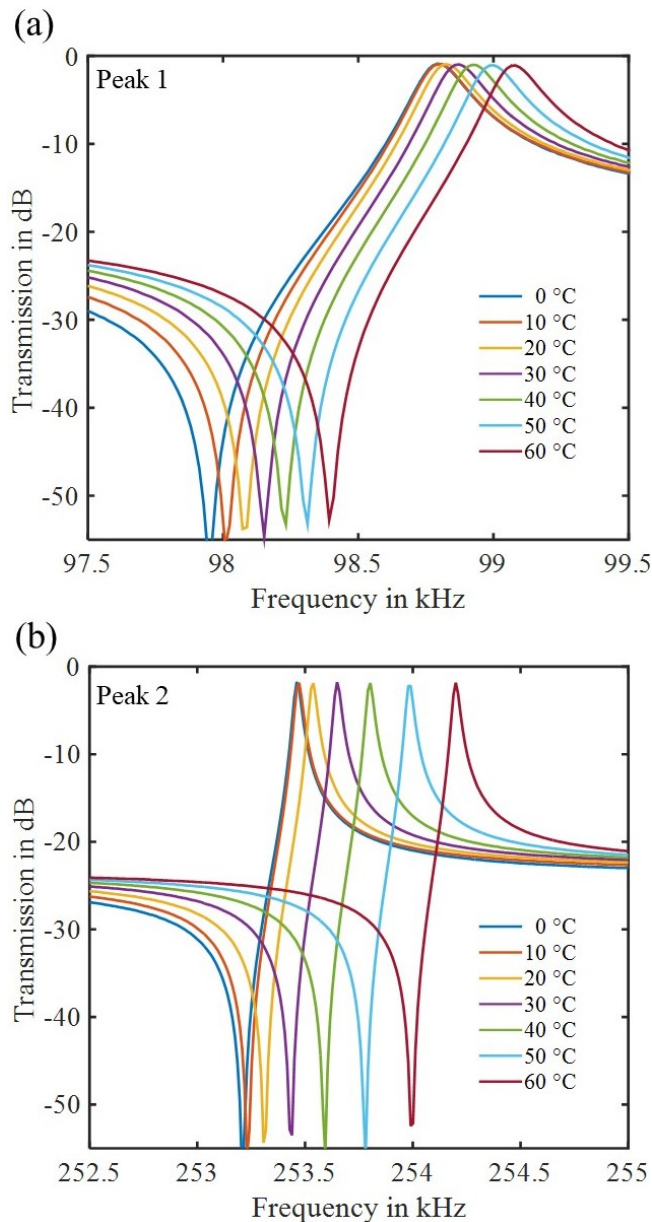 (a)
Peak 1
0
-10
-20
-30
-40
-50
Transmission in dB
0 °C
10 °C
20 °C
30 °C
40 °C
50 °C
60 °C
97.5 98 98.5 99 99.5
Frequency in kHz
(b)
Peak 2
0
-10
-20
-30
-40
-50
Transmission in dB
0 °C
10 °C
20 °C
30 °C
40 °C
50 °C
60 °C
252.5 253 253.5 254 254.5 255
Frequency in kHz